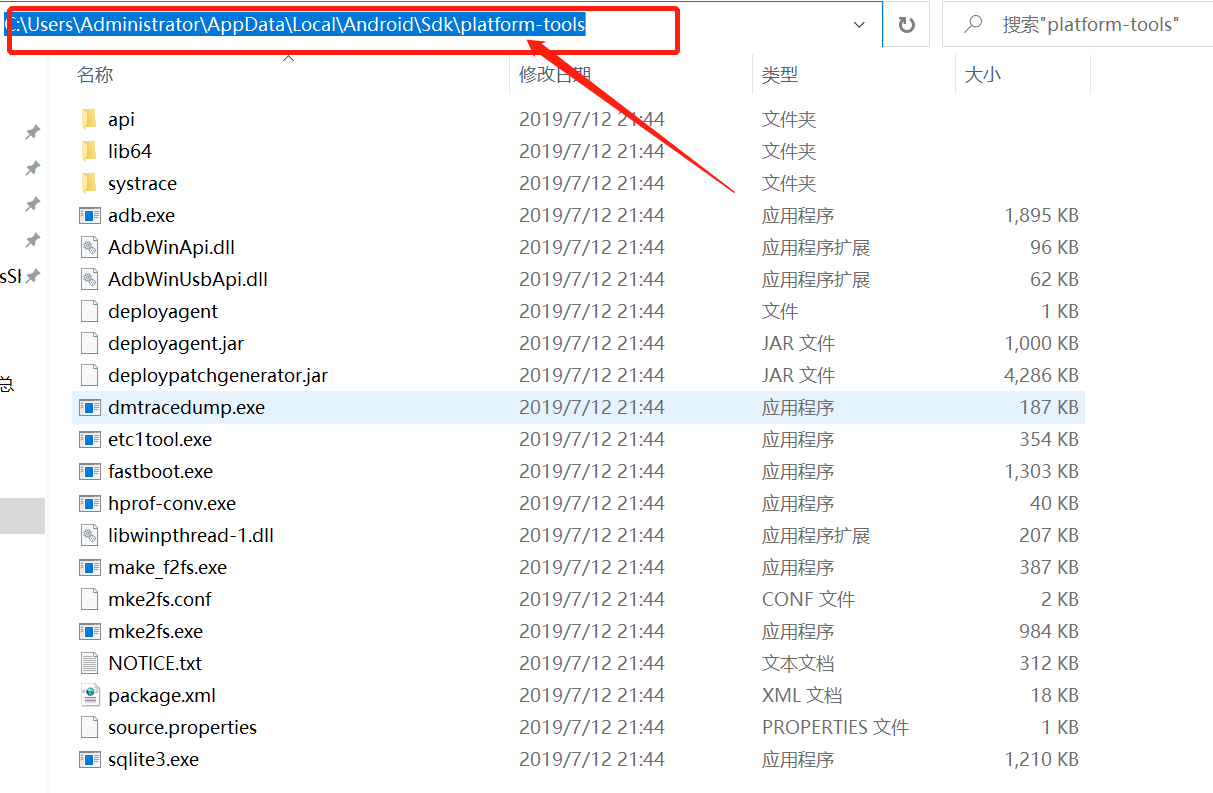 C:\Users\Administrator\AppData\Local\Android\Sdk\platform-tools 搜索"platform-tools"
名称 修改日期 类型 大小
api 2019/7/12 21:44 文件夹
lib64 2019/7/12 21:44 文件夹
systrace 2019/7/12 21:44 文件夹
adb.exe 2019/7/12 21:44 应用程序 1,895 KB
AdbWinApi.dll 2019/7/12 21:44 应用程序扩展 96 KB
sSl AdbWinUsbApi.dll 2019/7/12 21:44 应用程序扩展 62 KB
deployagent 2019/7/12 21:44 文件 1 KB
deployagent.jar 2019/7/12 21:44 JAR 文件 1,000 KB
总 deploypatchgenerator.jar 2019/7/12 21:44 JAR 文件 4,286 KB
dmtracedump.exe 2019/7/12 21:44 应用程序 187 KB
etc1tool.exe 2019/7/12 21:44 应用程序 354 KB
fastboot.exe 2019/7/12 21:44 应用程序 1,303 KB
hprof-conv.exe 2019/7/12 21:44 应用程序 40 KB
libwinpthread-1.dll 2019/7/12 21:44 应用程序扩展 207 KB
make_f2fs.exe 2019/7/12 21:44 应用程序 387 KB
mke2fs.conf 2019/7/12 21:44 CONF 文件 2 KB
mke2fs.exe 2019/7/12 21:44 应用程序 984 KB
NOTICE.txt 2019/7/12 21:44 文本文档 312 KB
package.xml 2019/7/12 21:44 XML 文档 18 KB
source.properties 2019/7/12 21:44 PROPERTIES 文件 1 KB
sqlite3.exe 2019/7/12 21:44 应用程序 1,210 KB